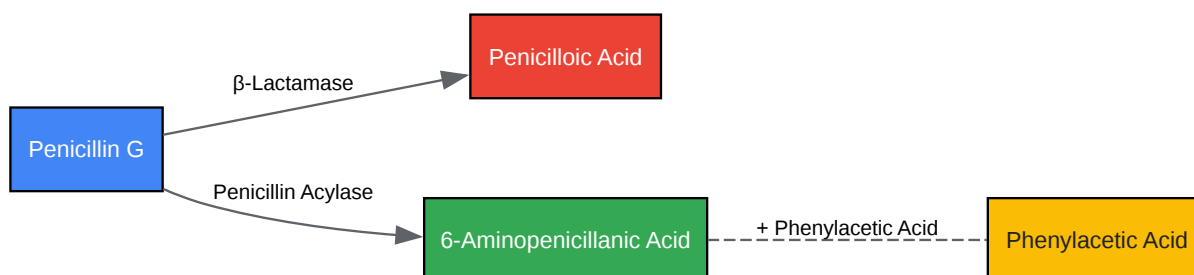 Penicilloic Acid
β-Lactamase
Penicillin G
Penicillin Acylase
6-Aminopenicillanic Acid
+ Phenylacetic Acid
Phenylacetic Acid